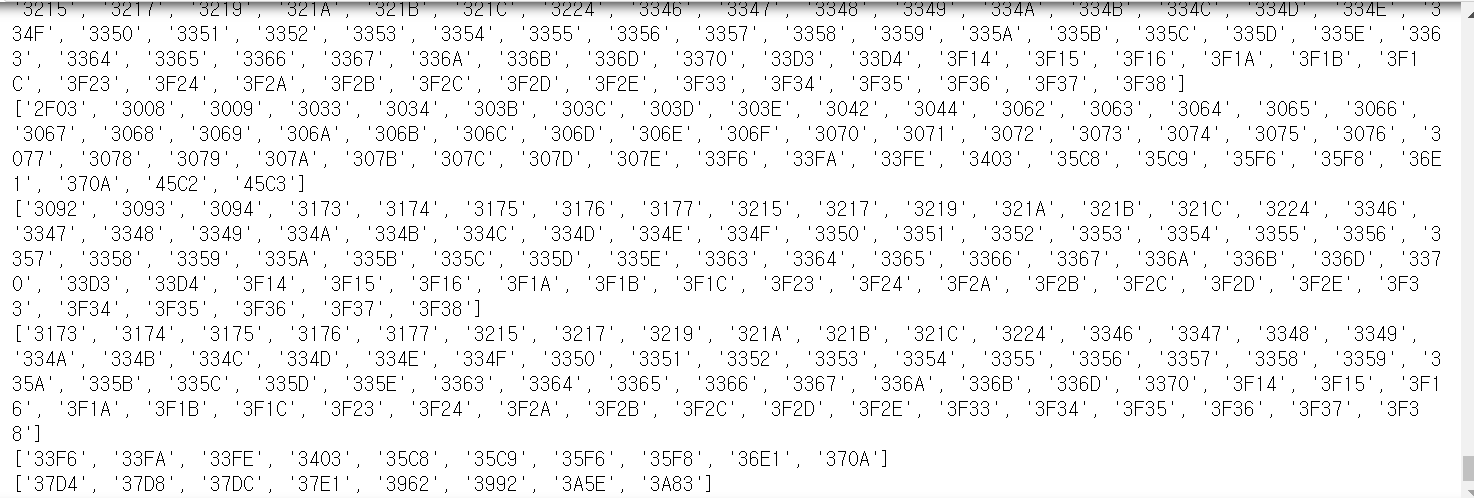 '3215', '3217', '3219', '321A', '321B', '321C', '3224', '3346', '3347', '3348', '3349', '334A', '334B', '334C', '334D', '334E', '3
34F', '3350', '3351', '3352', '3353', '3354', '3355', '3356', '3357', '3358', '3359', '335A', '335B', '335C', '335D', '335E', '336
3', '3364', '3365', '3366', '3367', '336A', '336B', '336D', '3370', '33D3', '33D4', '3F14', '3F15', '3F16', '3F1A', '3F1B', '3F1
C', '3F23', '3F24', '3F2A', '3F2B', '3F2C', '3F2D', '3F2E', '3F33', '3F34', '3F35', '3F36', '3F37', '3F38']
['2F03', '3008', '3009', '3033', '3034', '303B', '303C', '303D', '303E', '3042', '3044', '3062', '3063', '3064', '3065', '3066',
'3067', '3068', '3069', '306A', '306B', '306C', '306D', '306E', '306F', '3070', '3071', '3072', '3073', '3074', '3075', '3076', '3
077', '3078', '3079', '307A', '307B', '307C', '307D', '307E', '33F6', '33FA', '33FE', '3403', '35C8', '35C9', '35F6', '35F8', '36E
1', '370A', '45C2', '45C3']
['3092', '3093', '3094', '3173', '3174', '3175', '3176', '3177', '3215', '3217', '3219', '321A', '321B', '321C', '3224', '3346',
'3347', '3348', '3349', '334A', '334B', '334C', '334D', '334E', '334F', '3350', '3351', '3352', '3353', '3354', '3355', '3356', '3
357', '3358', '3359', '335A', '335B', '335C', '335D', '335E', '3363', '3364', '3365', '3366', '3367', '336A', '336B', '336D', '337
0', '33D3', '33D4', '3F14', '3F15', '3F16', '3F1A', '3F1B', '3F1C', '3F23', '3F24', '3F2A', '3F2B', '3F2C', '3F2D', '3F2E', '3F3
3', '3F34', '3F35', '3F36', '3F37', '3F38']
['3173', '3174', '3175', '3176', '3177', '3215', '3217', '3219', '321A', '321B', '321C', '3224', '3346', '3347', '3348', '3349',
'334A', '334B', '334C', '334D', '334E', '334F', '3350', '3351', '3352', '3353', '3354', '3355', '3356', '3357', '3358', '3359', '3
35A', '335B', '335C', '335D', '335E', '3363', '3364', '3365', '3366', '3367', '336A', '336B', '336D', '3370', '3F14', '3F15', '3F1
6', '3F1A', '3F1B', '3F1C', '3F23', '3F24', '3F2A', '3F2B', '3F2C', '3F2D', '3F2E', '3F33', '3F34', '3F35', '3F36', '3F37', '3F3
8']
['33F6', '33FA', '33FE', '3403', '35C8', '35C9', '35F6', '35F8', '36E1', '370A']
['37D4', '37D8', '37DC', '37E1', '3962', '3992', '3A5E', '3A83']